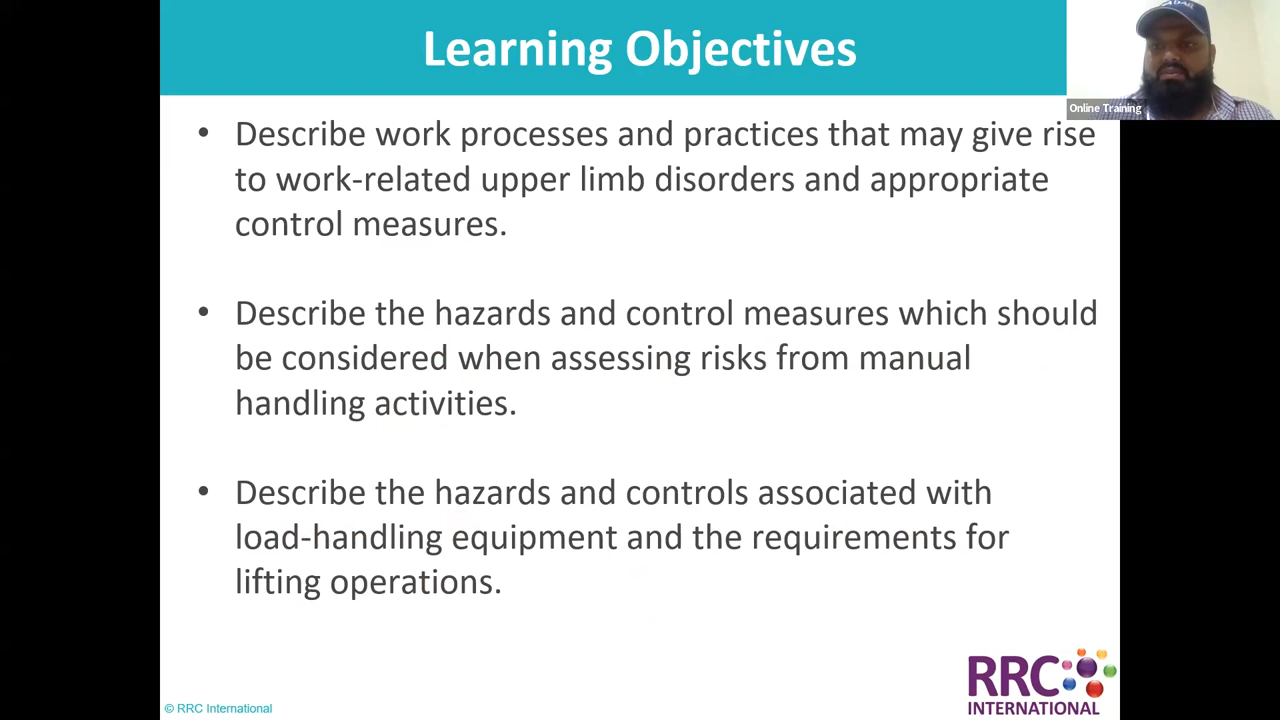 Learning Objectives
Online Training
• Describe work processes and practices that may give rise
to work-related upper limb disorders and appropriate
control measures.
• Describe the hazards and control measures which should
be considered when assessing risks from manual
handling activities.
• Describe the hazards and controls associated with
load-handling equipment and the requirements for
lifting operations.
RRC
INTERNATIONAL
© RRC International